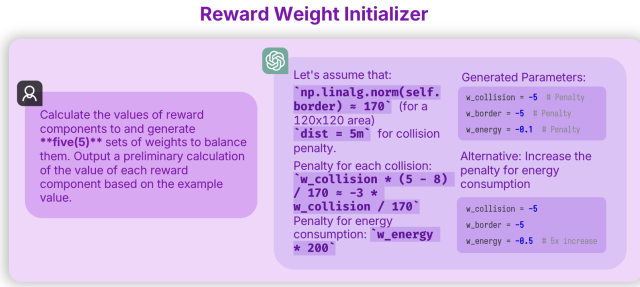 Reward Weight Initializer
Calculate the values of reward
components to and generate
**five(5)** sets of weights to balance
them. Output a preliminary calculation
of the value of each reward
component based on the example
value.
Let's assume that:
`np.linalg.norm(self.
border) ≈ 170` (for a
120x120 area)
`dist = 5m` for collision
penalty.
Penalty for each collision:
`w_collision * (5 - 8)
/ 170 ≈ -3 *
w_collision / 170`
Penalty for energy
consumption: `w_energy
* 200`
Generated Parameters:
w_collision = -5 # Penalty
w_border = -5 # Penalty
w_energy = -0.1 # Penalty
Alternative: Increase the
penalty for energy
consumption
w_collision = -5
w_border = -5
w_energy = -0.5 # 5x increase